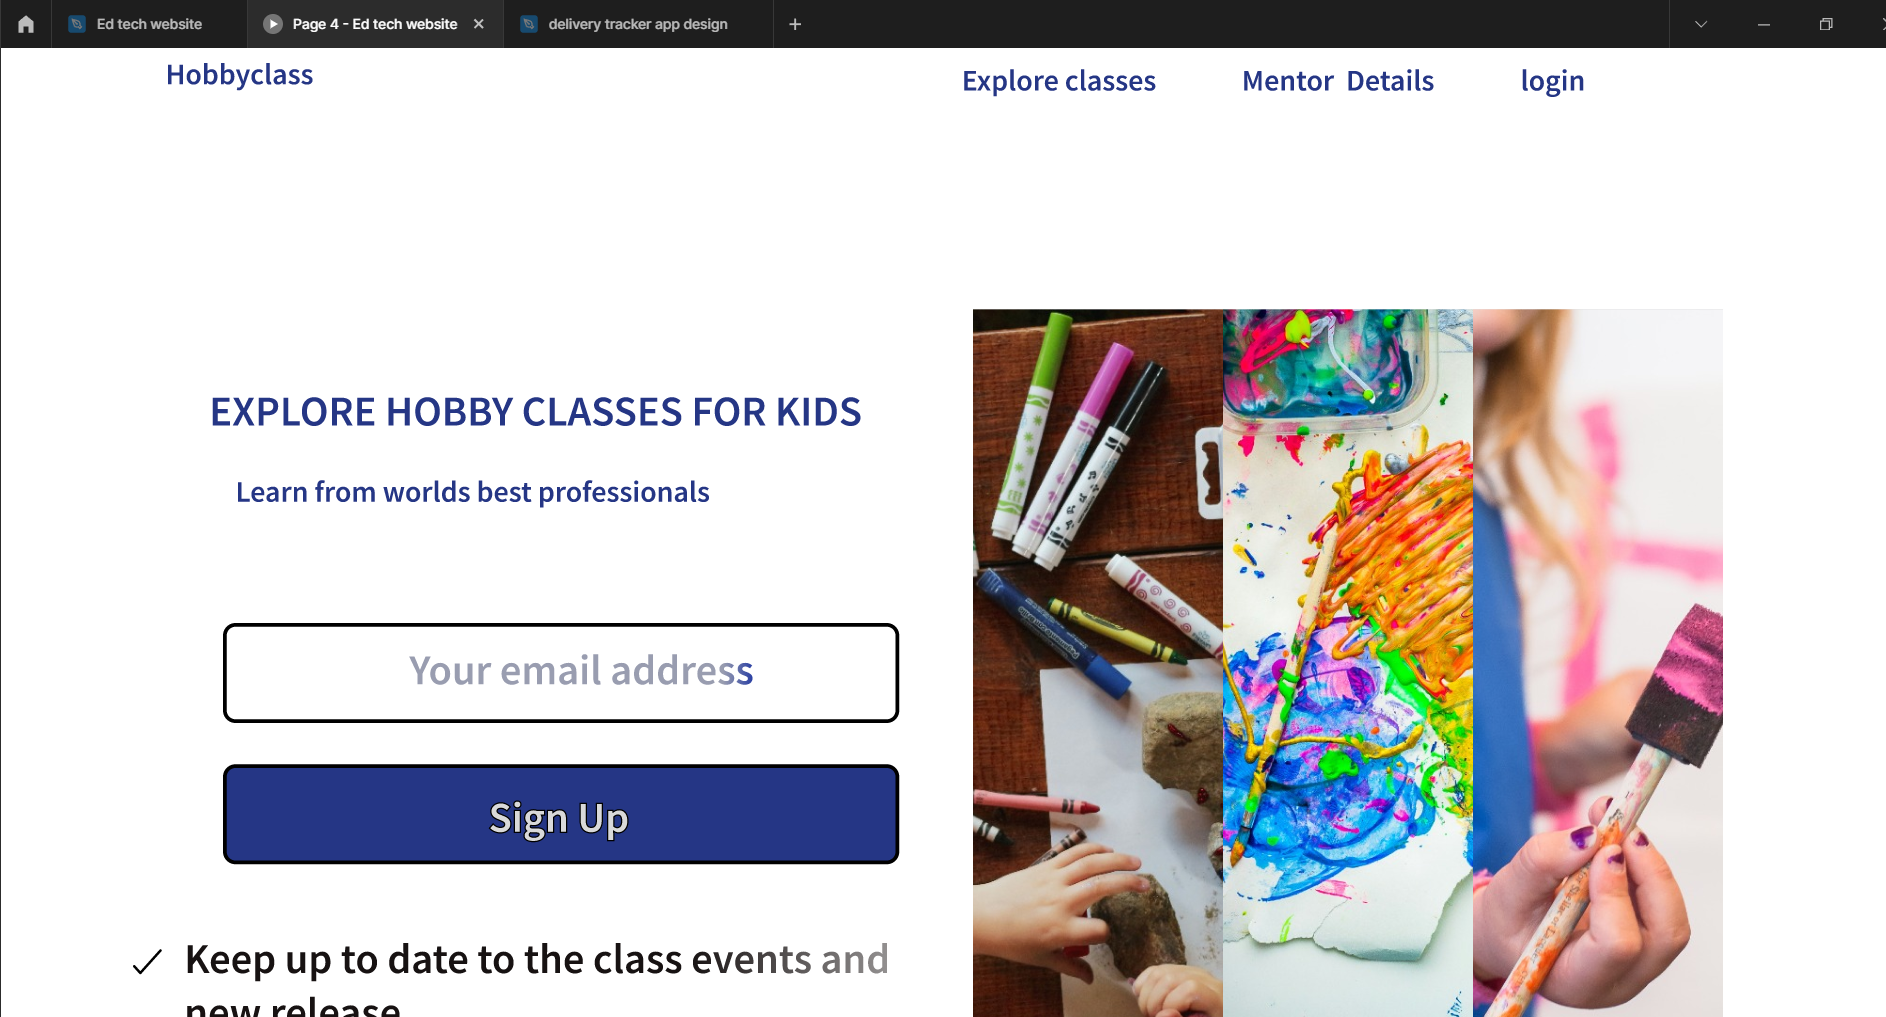 Ed tech website
Page 4 - Ed tech website
delivery tracker app design
Hobbyclass
Explore classes
Mentor Details
login
EXPLORE HOBBY CLASSES FOR KIDS
Learn from worlds best professionals
Your email address
Sign Up
Keep up to date to the class events and
new release